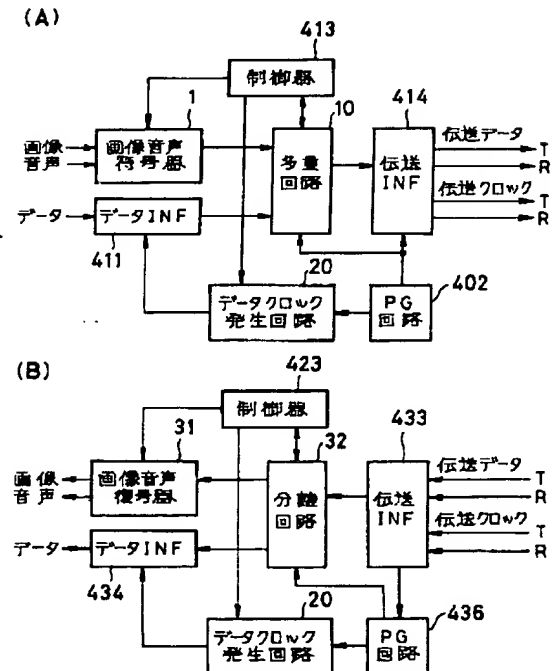 (A)
413
制御器
1
10
414
画像
音声
画像音声
符号器
多量
回路
伝送
INF
伝送データ
T
R
伝送クロック
T
R
データ
データINF
411
20
データクロック
発生回路
PG
回路
402
(B)
423
制御器
31
32
433
画像
音声
画像音声
復号器
分離
回路
伝送
INF
伝送データ
T
R
伝送クロック
T
R
データ
データINF
434
20
データクロック
発生回路
PG
回路
436